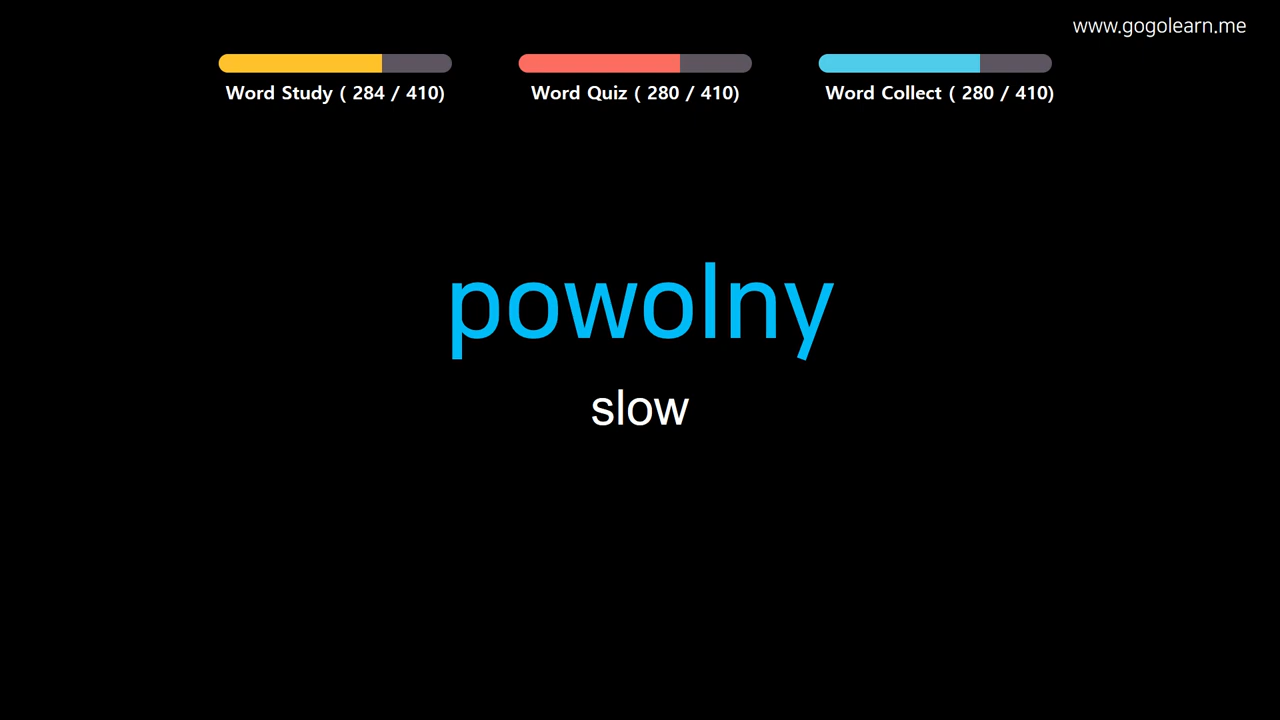 www.gogolearn.me
Word Study ( 284 / 410)
Word Quiz ( 280 / 410)
Word Collect ( 280 / 410)
powolny
slow